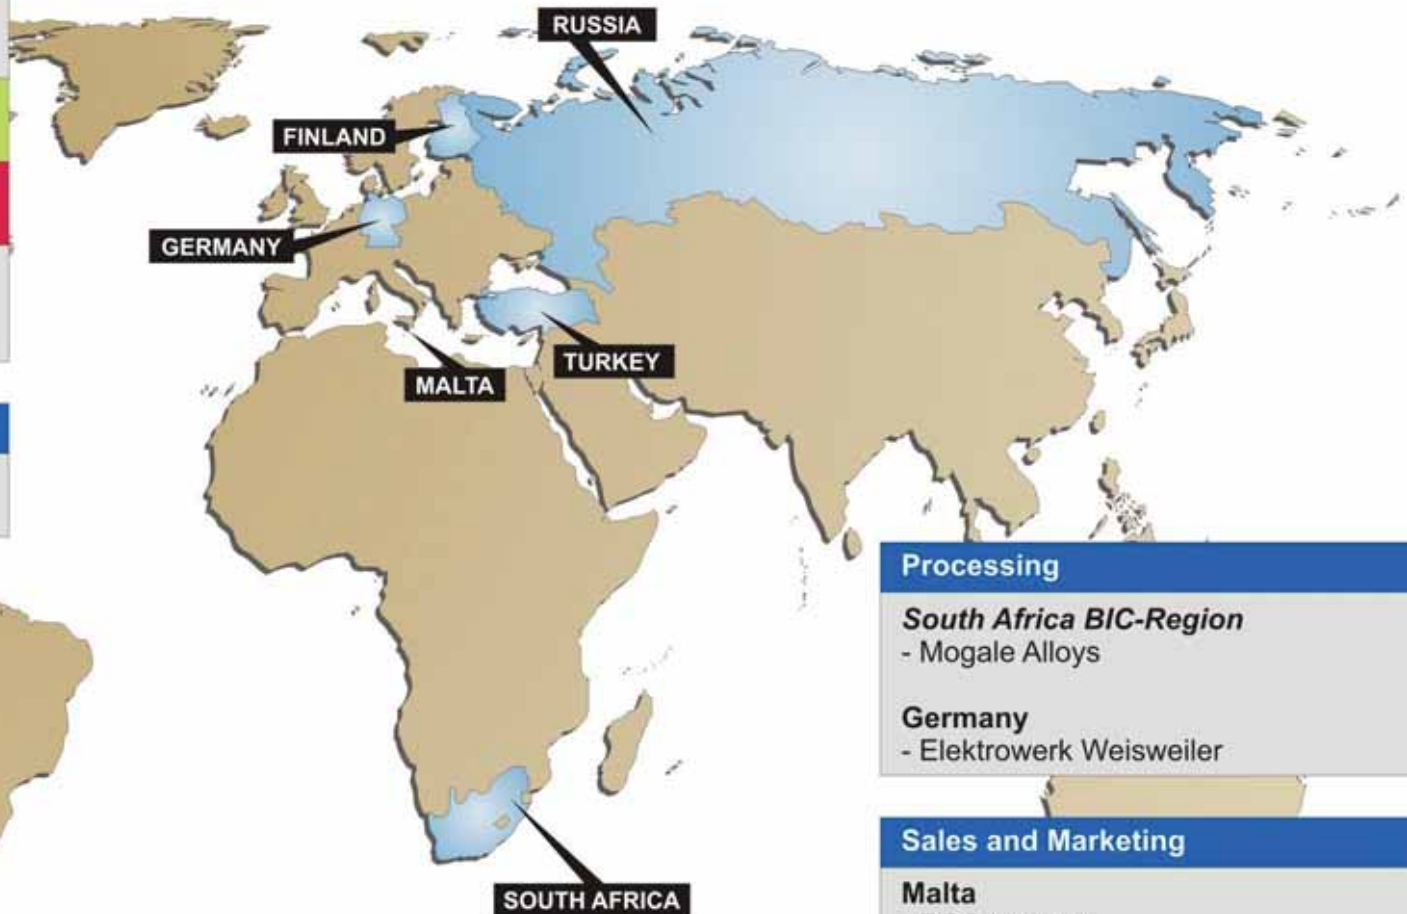 RUSSIA
FINLAND
GERMANY
TURKEY
MALTA
SOUTH AFRICA
Processing
South Africa BIC-Region
- Mogale Alloys
Germany
- Elektrowerk Weisweiler
Sales and Marketing
Malta